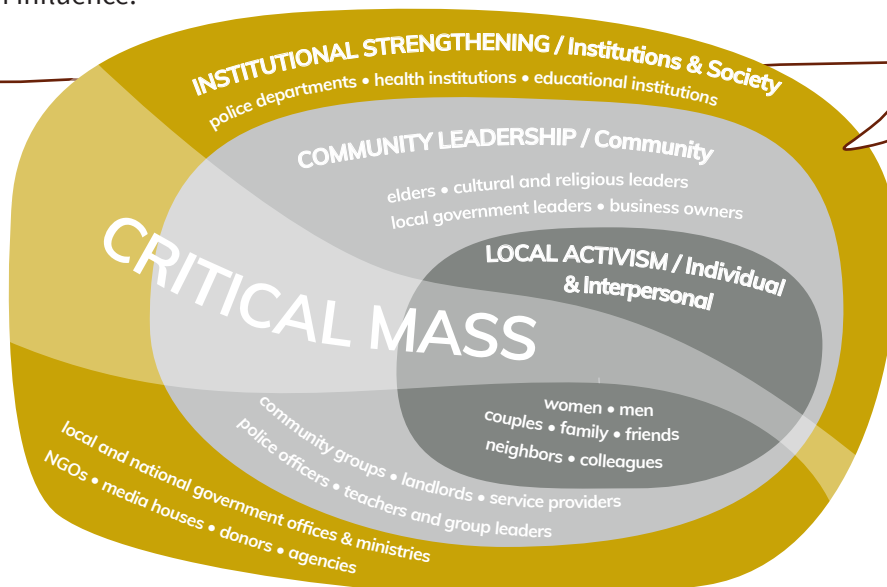 n influence.
INSTITUTIONAL STRENGTHENING / Institutions & Society
police departments • health institutions • educational institutions
COMMUNITY LEADERSHIP / Community
elders • cultural and religious leaders
local government leaders • business owners
LOCAL ACTIVISM / Individual
& Interpersonal
CRITICAL MASS
women • men
couples • family • friends
neighbors • colleagues
community groups • landlords • service providers
police officers • teachers and group leaders
local and national government offices & ministries
NGOs • media houses • donors • agencies